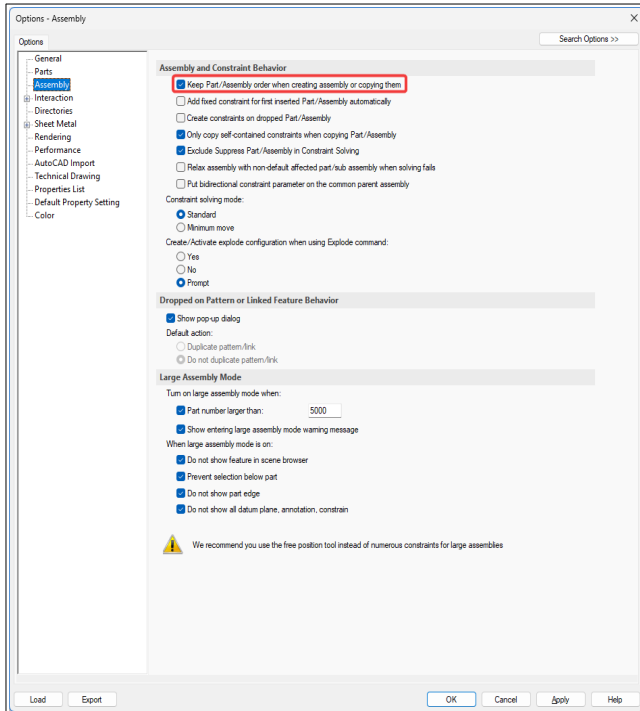 Options - Assembly
Options
Search Options >>
General
Parts
Assembly
Interaction
Directories
Sheet Metal
Rendering
Performance
AutoCAD Import
Technical Drawing
Properties List
Default Property Setting
Color
Assembly and Constraint Behavior
Keep Part/Assembly order when creating assembly or copying them
Add fixed constraint for first inserted Part/Assembly automatically
Create constraints on dropped Part/Assembly
Only copy self-contained constraints when copying Part/Assembly
Exclude Suppress Part/Assembly in Constraint Solving
Relax assembly with non-default affected part/sub assembly when solving fails
Put bidirectional constraint parameter on the common parent assembly
Constraint solving mode:
Standard
Minimum move
Create/Activate explode configuration when using Explode command:
Yes
No
Prompt
Dropped on Pattern or Linked Feature Behavior
Show pop-up dialog
Default action:
Duplicate pattern/link
Do not duplicate pattern/link
Large Assembly Mode
Turn on large assembly mode when:
Part number larger than: 5000
Show entering large assembly mode warning message
When large assembly mode is on:
Do not show feature in scene browser
Prevent selection below part
Do not show part edge
Do not show all datum plane, annotation, constrain
We recommend you use the free position tool instead of numerous constraints for large assemblies
Load Export OK Cancel Apply Help